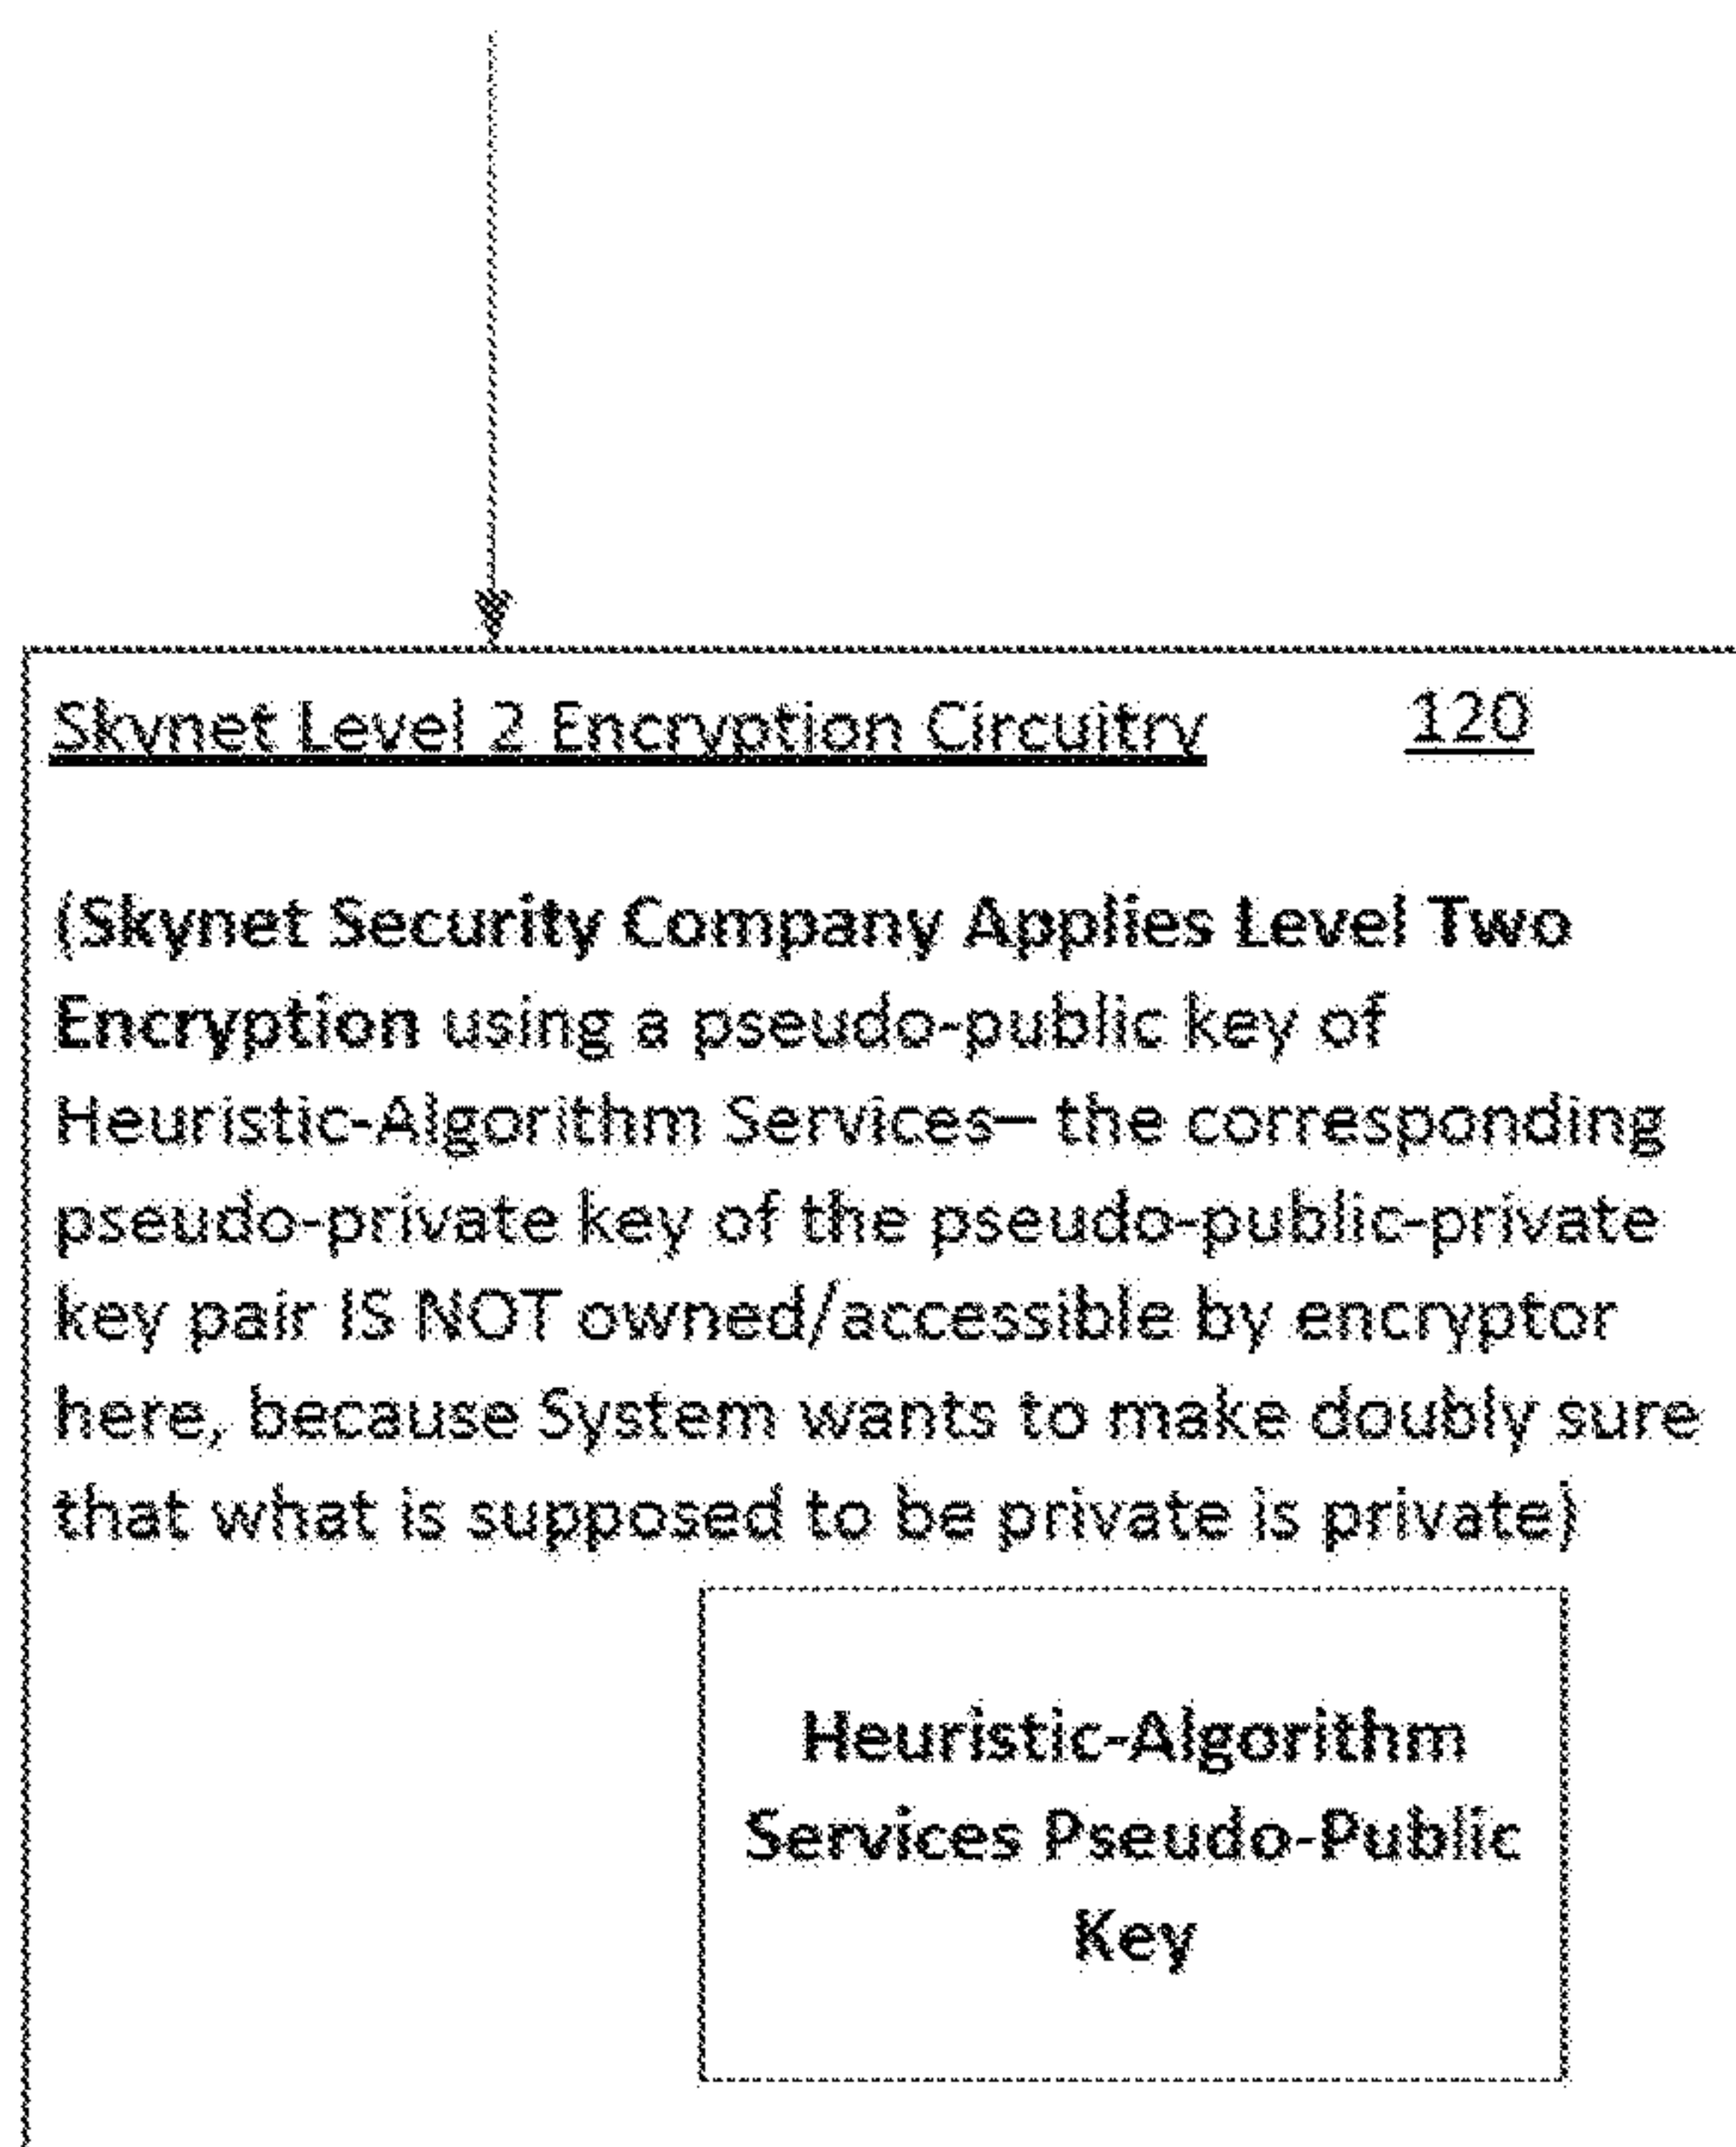 Skynet Level 2 Encryption Circuitry 120
(Skynet Security Company Applies Level Two
Encryption using a pseudo-public key of
Heuristic-Algorithm Services– the corresponding
pseudo-private key of the pseudo-public-private
key pair IS NOT owned/accessible by encryptor
here, because System wants to make doubly sure
that what is supposed to be private is private)
Heuristic-Algorithm
Services Pseudo-Public
Key